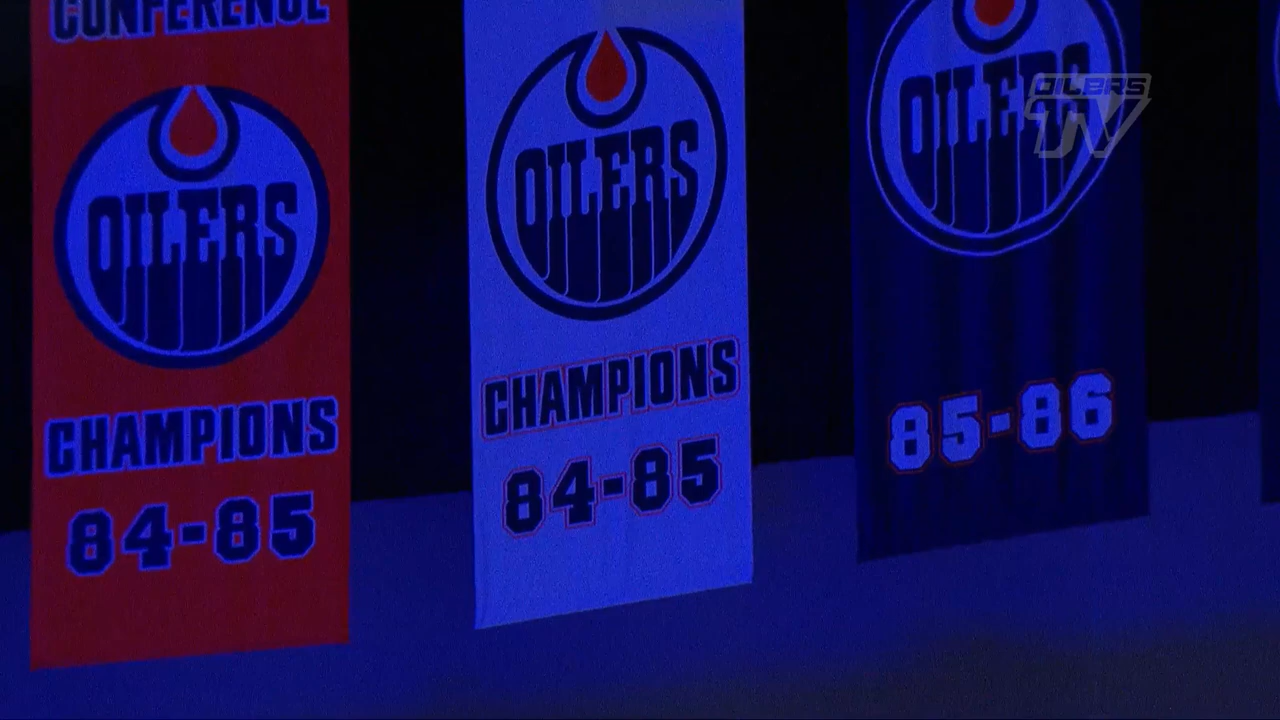 CONFERENCE
OILERS
CHAMPIONS
84-85
OILERS
CHAMPIONS
84-85
OILERS
85-86
OILERS
TV